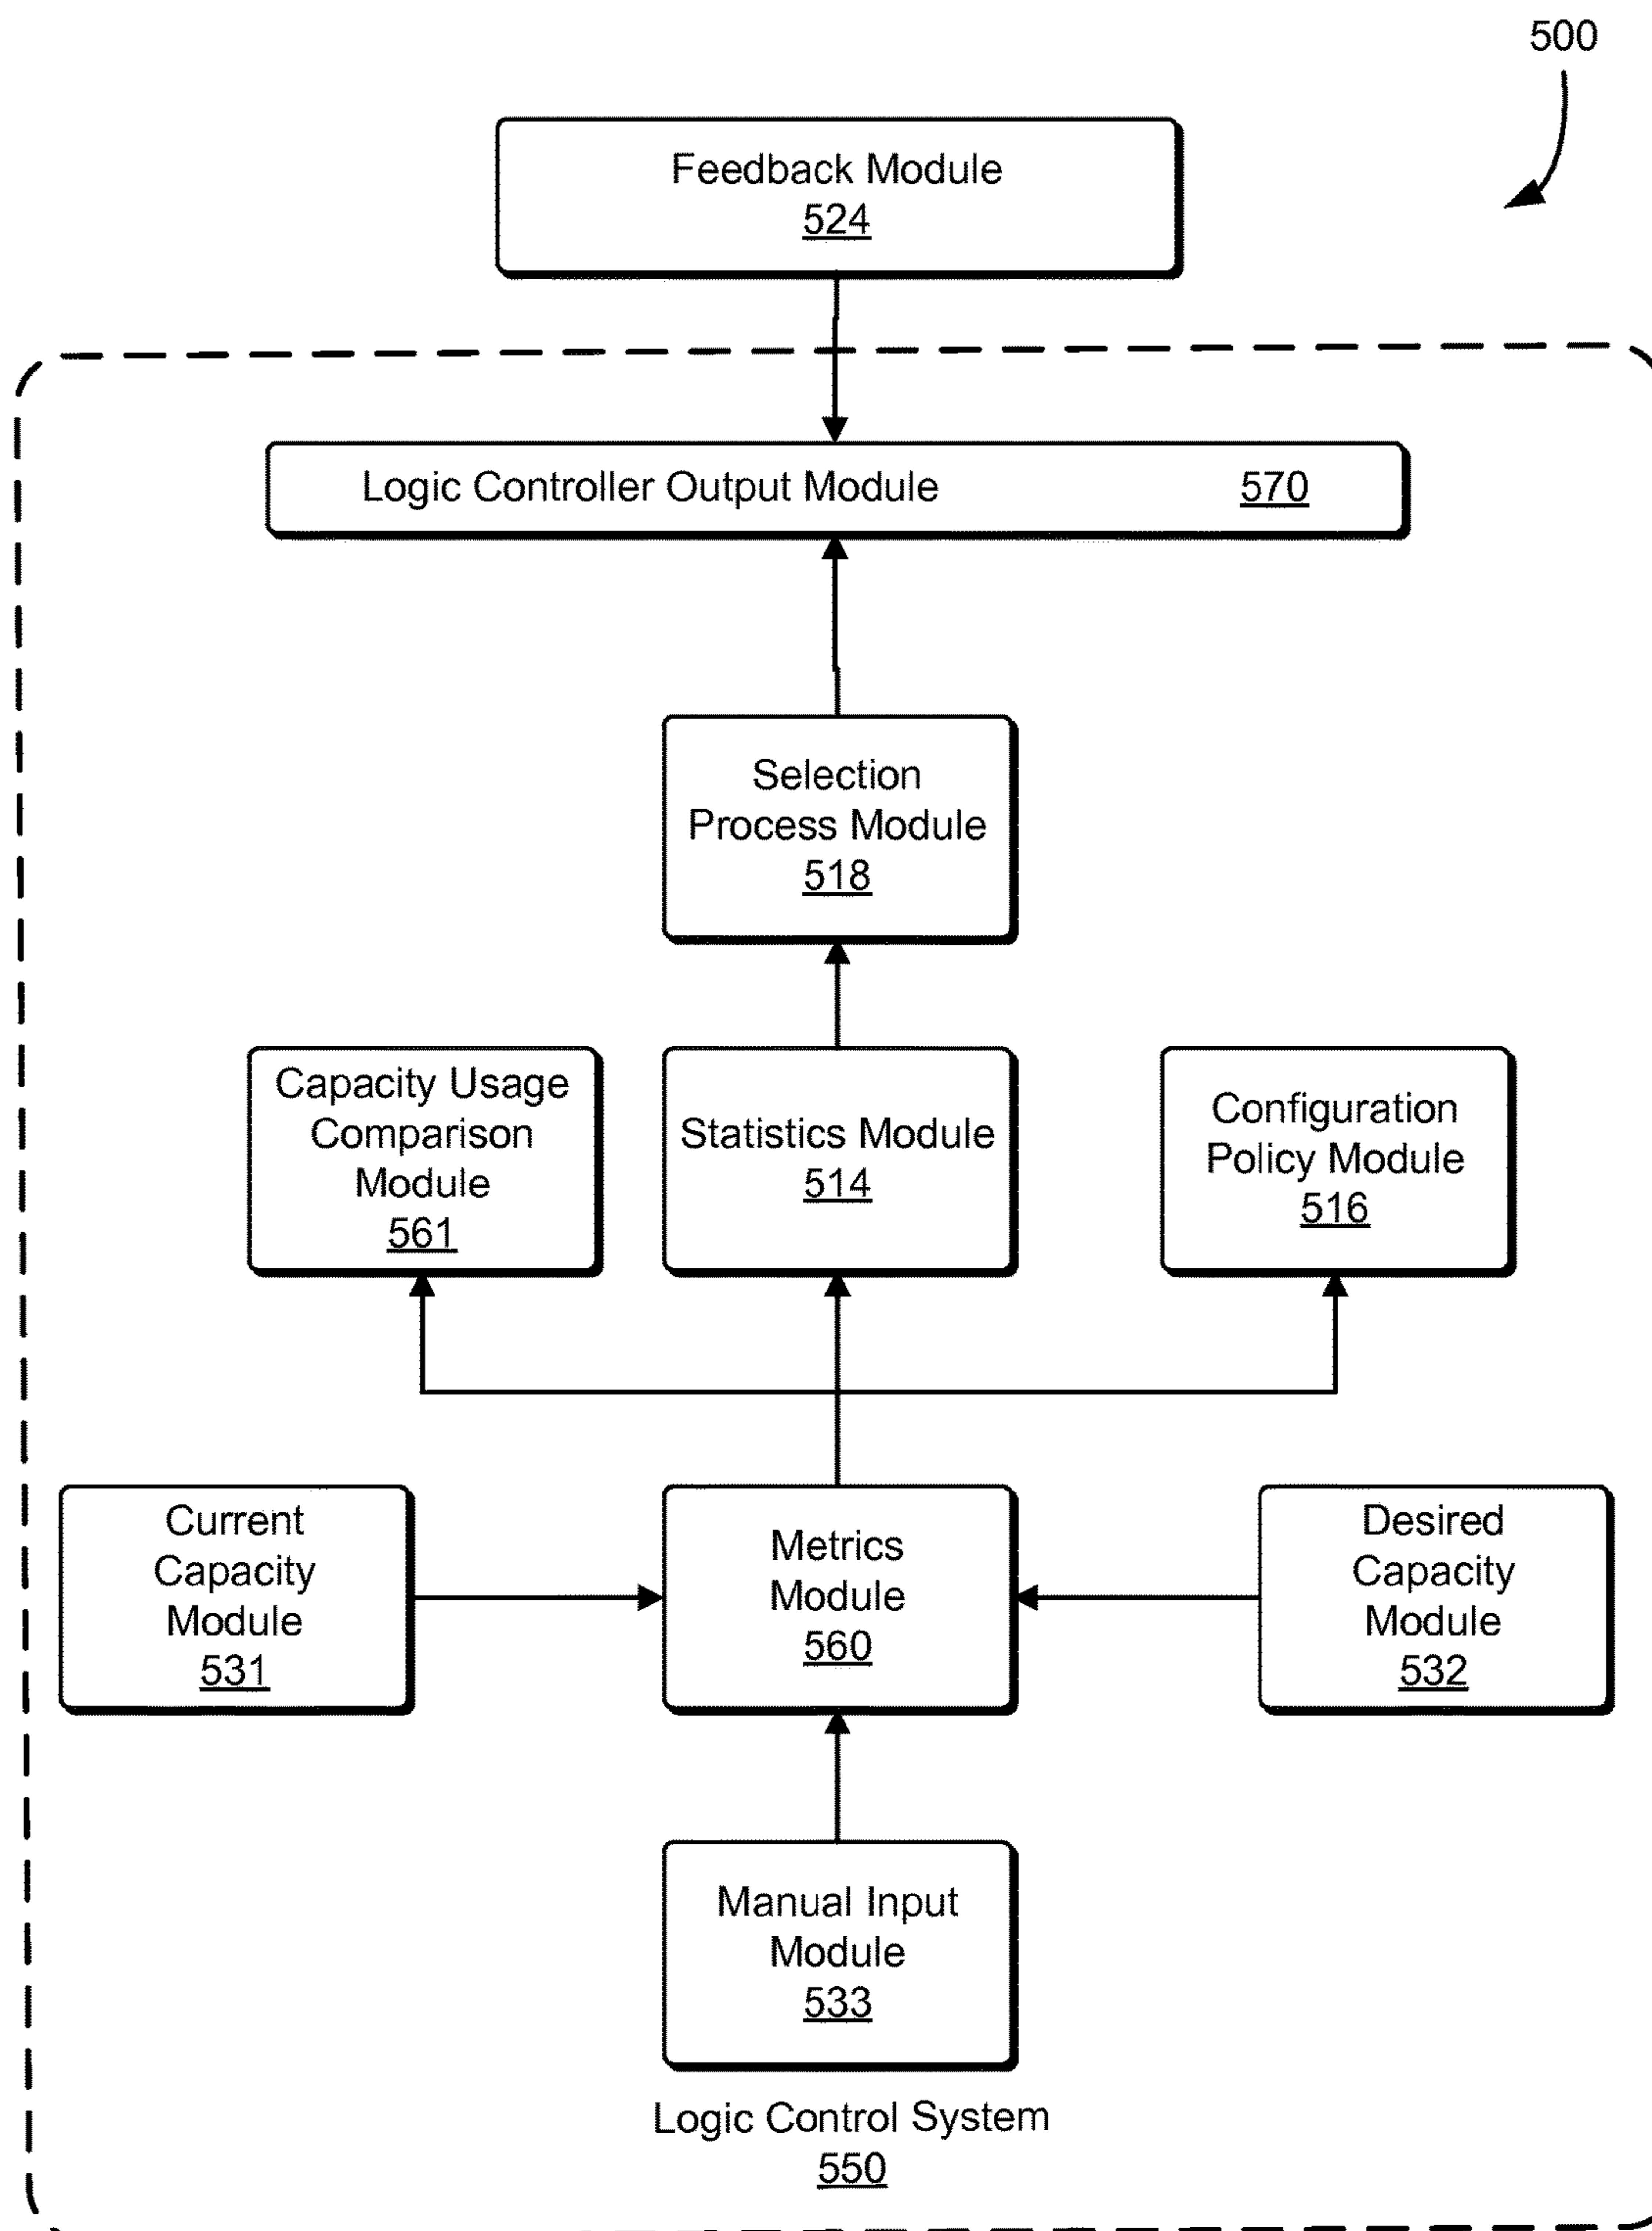 500
Feedback Module
524
Logic Controller Output Module 570
Selection
Process Module
518
Capacity Usage
Comparison
Module
561
Statistics Module
514
Configuration
Policy Module
516
Current
Capacity
Module
531
Metrics
Module
560
Desired
Capacity
Module
532
Manual Input
Module
533
Logic Control System
550